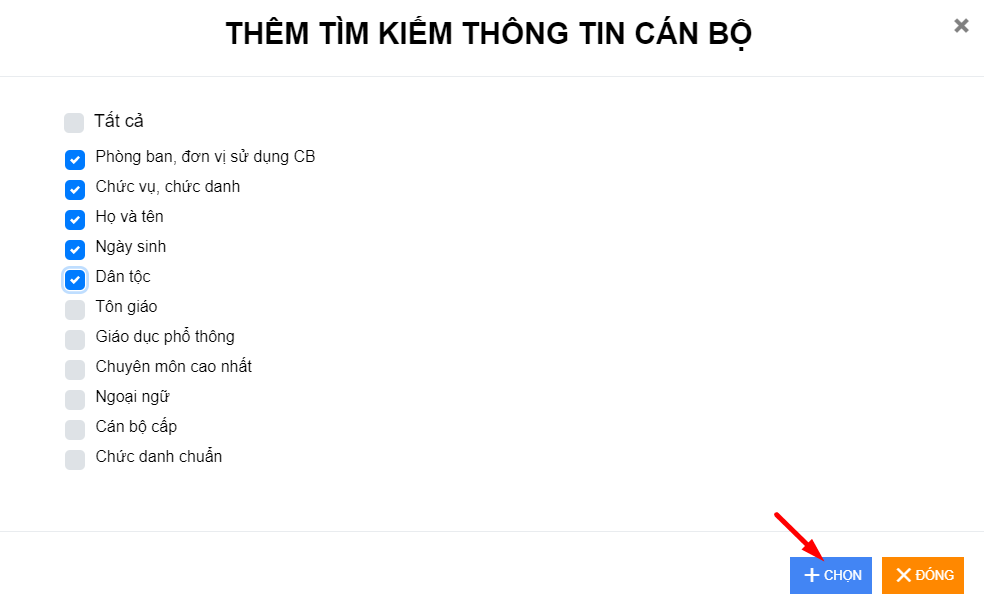 THÊM TÌM KIẾM THÔNG TIN CÁN BỘ
Tất cả
Phòng ban, đơn vị sử dụng CB
Chức vụ, chức danh
Họ và tên
Ngày sinh
Dân tộc
Tôn giáo
Giáo dục phổ thông
Chuyên môn cao nhất
Ngoại ngữ
Cán bộ cấp
Chức danh chuẩn
CHỌN
ĐÓNG